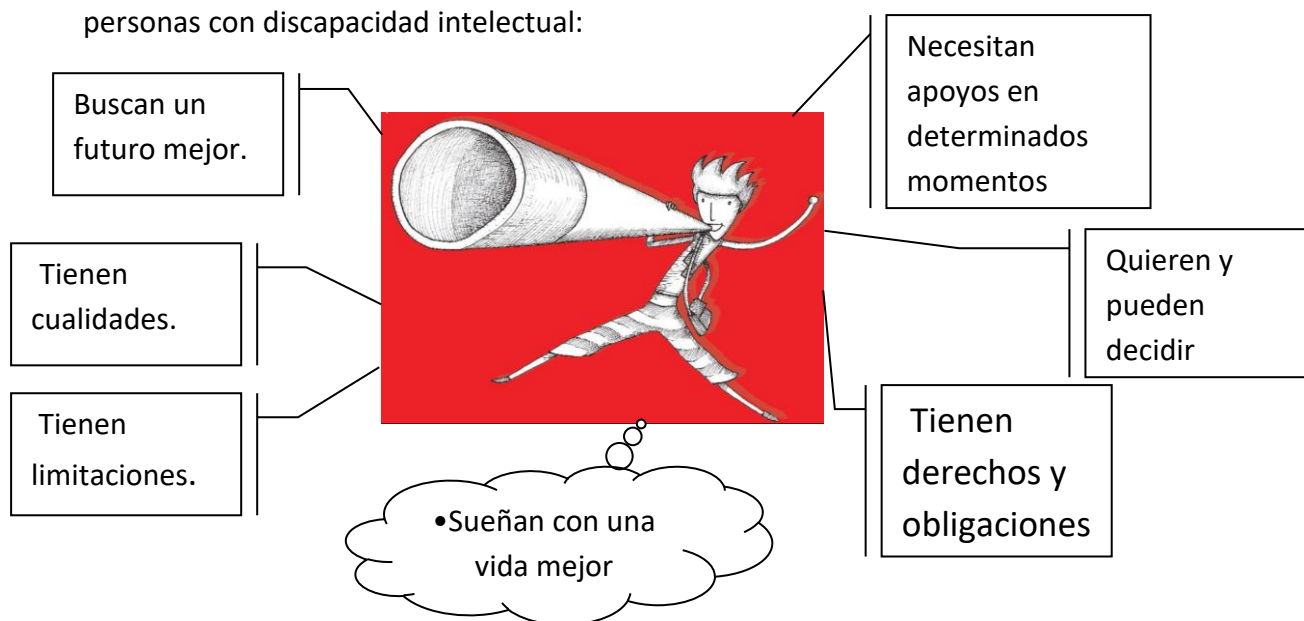 personas con discapacidad intelectual:
Buscan un
futuro mejor.
Tienen
cualidades.
Tienen
limitaciones.
•Sueñan con una
vida mejor
Necesitan
apoyos en
determinados
momentos
Quieren y
pueden
decidir
Tienen
derechos y
obligaciones